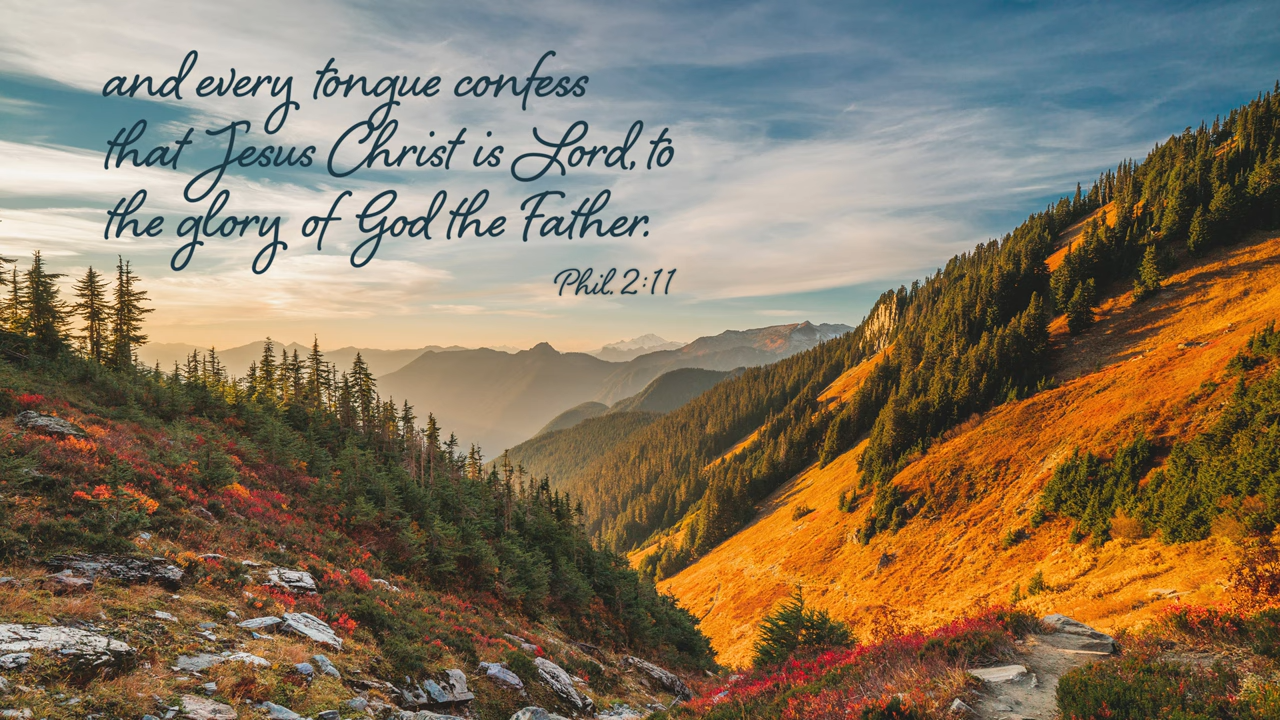 and every tongue confess
that Jesus Christ is Lord, to
the glory of God the Father.
Phil. 2:11